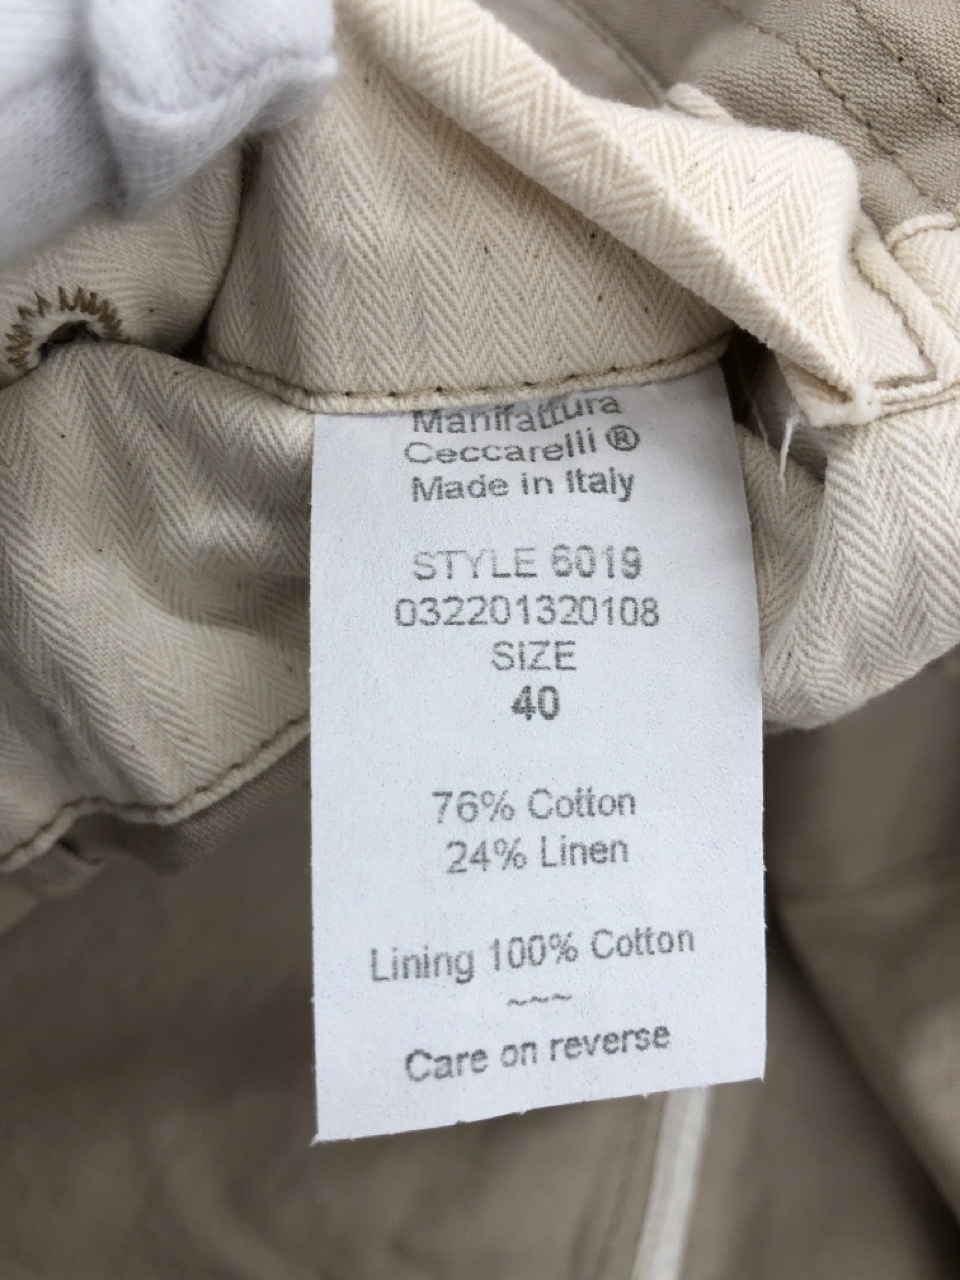 Manifattura
Ceccarelli ®
Made in Italy
STYLE 6019
032201320108
SIZE
40
76% Cotton
24% Linen
Lining 100% Cotton
~~~
Care on reverse